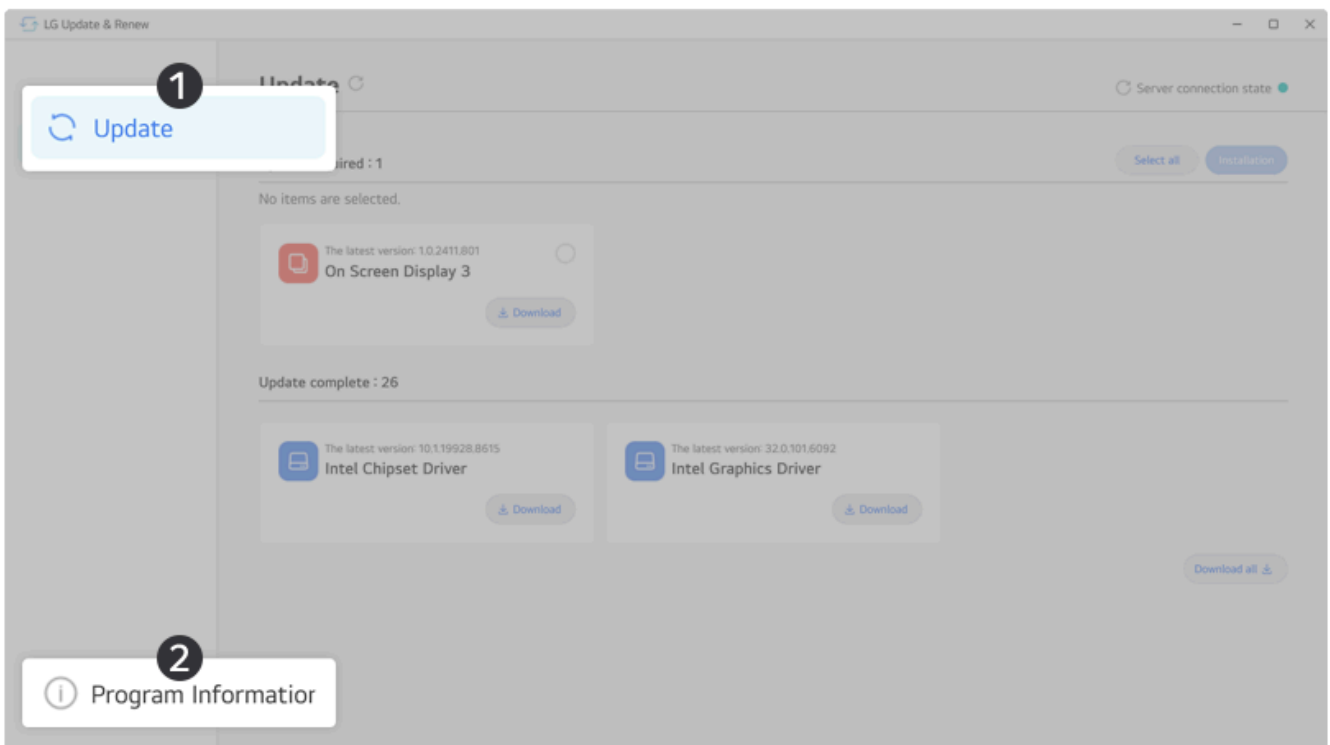 LG Update & Renew
1
Update
Server connection state
Update
ired : 1
Select all
Installation
No items are selected.
The latest version: 1.0.2411.801
On Screen Display 3
Download
Update complete : 26
The latest version: 10.1.19928.8615
Intel Chipset Driver
Download
The latest version: 32.0.101.6092
Intel Graphics Driver
Download
Download all
2
Program Information